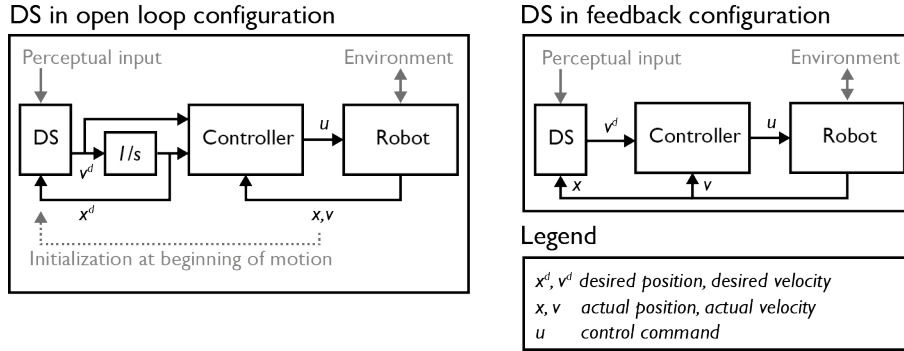 DS in open loop configuration
Perceptual input
Environment
DS
v^d
1/s
Controller
u
Robot
x^d
x,v
Initialization at beginning of motion
DS in feedback configuration
Perceptual input
Environment
DS
v^d
Controller
u
Robot
x
v
Legend
x^d, v^d desired position, desired velocity
x, v actual position, actual velocity
u control command